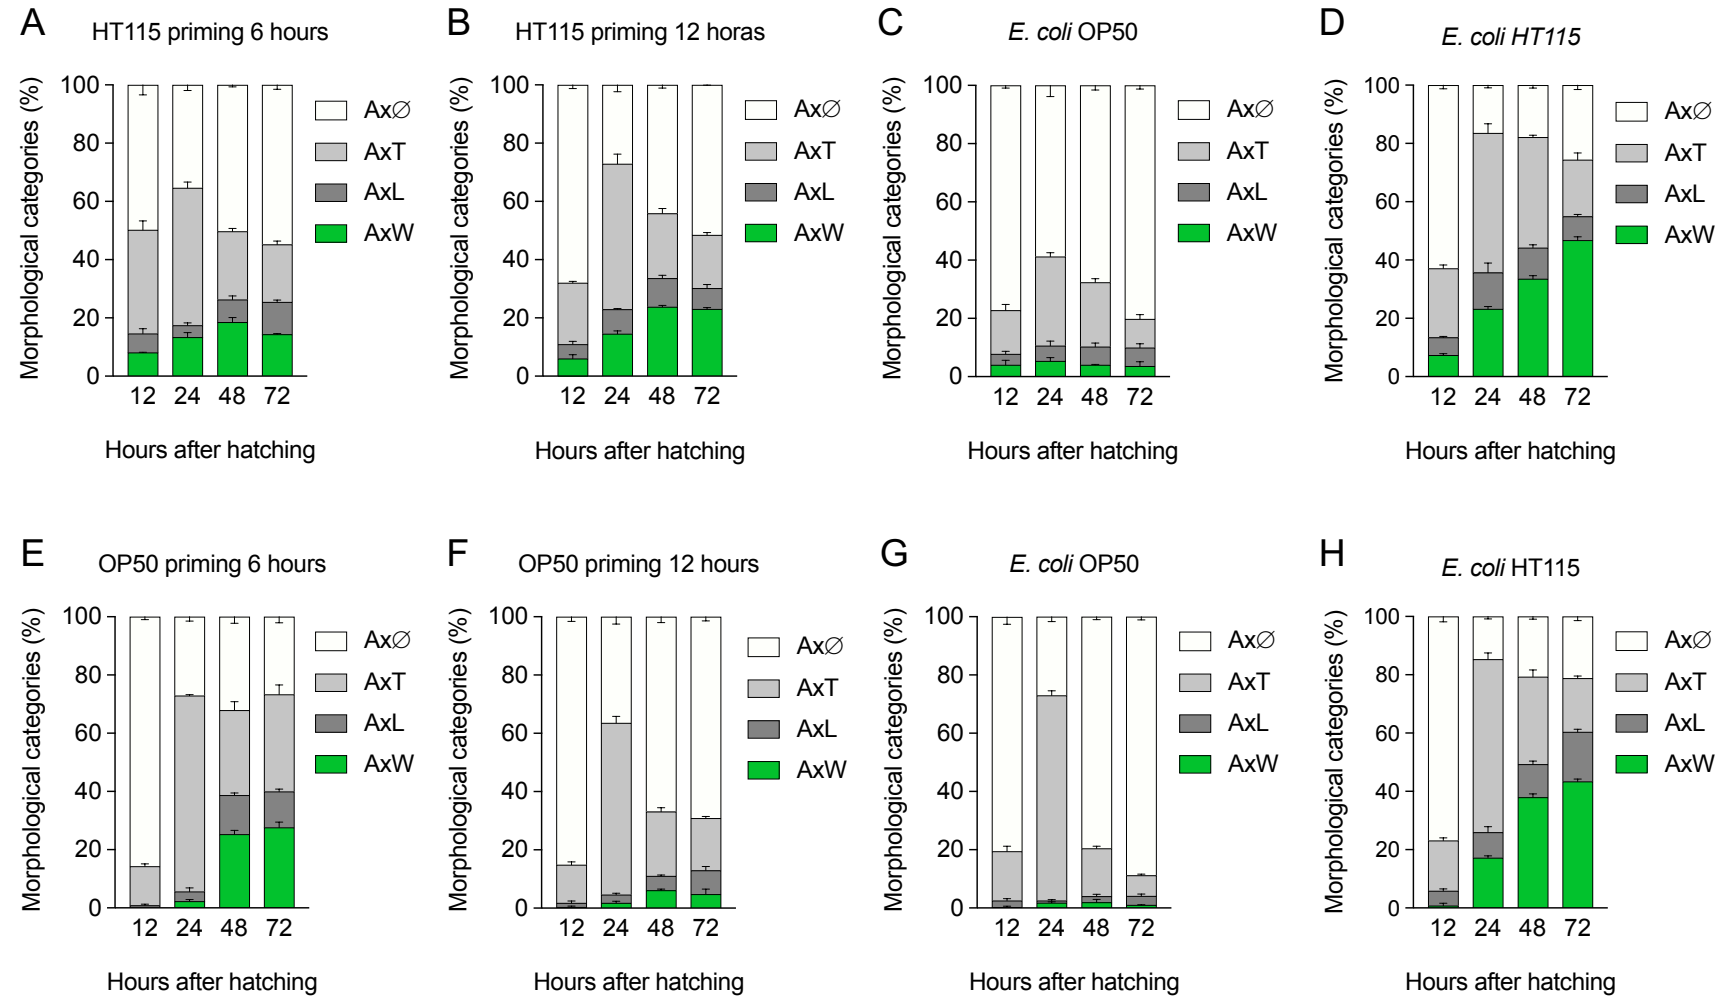 A
HT115 priming 6 hours
Morphological categories (%)
100
80
60
40
20
0
12 24 48 72
Hours after hatching
Ax∅
AxT
AxL
AxW
B
HT115 priming 12 horas
Morphological categories (%)
100
80
60
40
20
0
12 24 48 72
Hours after hatching
Ax∅
AxT
AxL
AxW
C
E. coli OP50
Morphological categories (%)
100
80
60
40
20
0
12 24 48 72
Hours after hatching
Ax∅
AxT
AxL
AxW
D
E. coli HT115
Morphological categories (%)
100
80
60
40
20
0
12 24 48 72
Hours after hatching
Ax∅
AxT
AxL
AxW
E
OP50 priming 6 hours
Morphological categories (%)
100
80
60
40
20
0
12 24 48 72
Hours after hatching
Ax∅
AxT
AxL
AxW
F
OP50 priming 12 hours
Morphological categories (%)
100
80
60
40
20
0
12 24 48 72
Hours after hatching
Ax∅
AxT
AxL
AxW
G
E. coli OP50
Morphological categories (%)
100
80
60
40
20
0
12 24 48 72
Hours after hatching
Ax∅
AxT
AxL
AxW
H
E. coli HT115
Morphological categories (%)
100
80
60
40
20
0
12 24 48 72
Hours after hatching
Ax∅
AxT
AxL
AxW